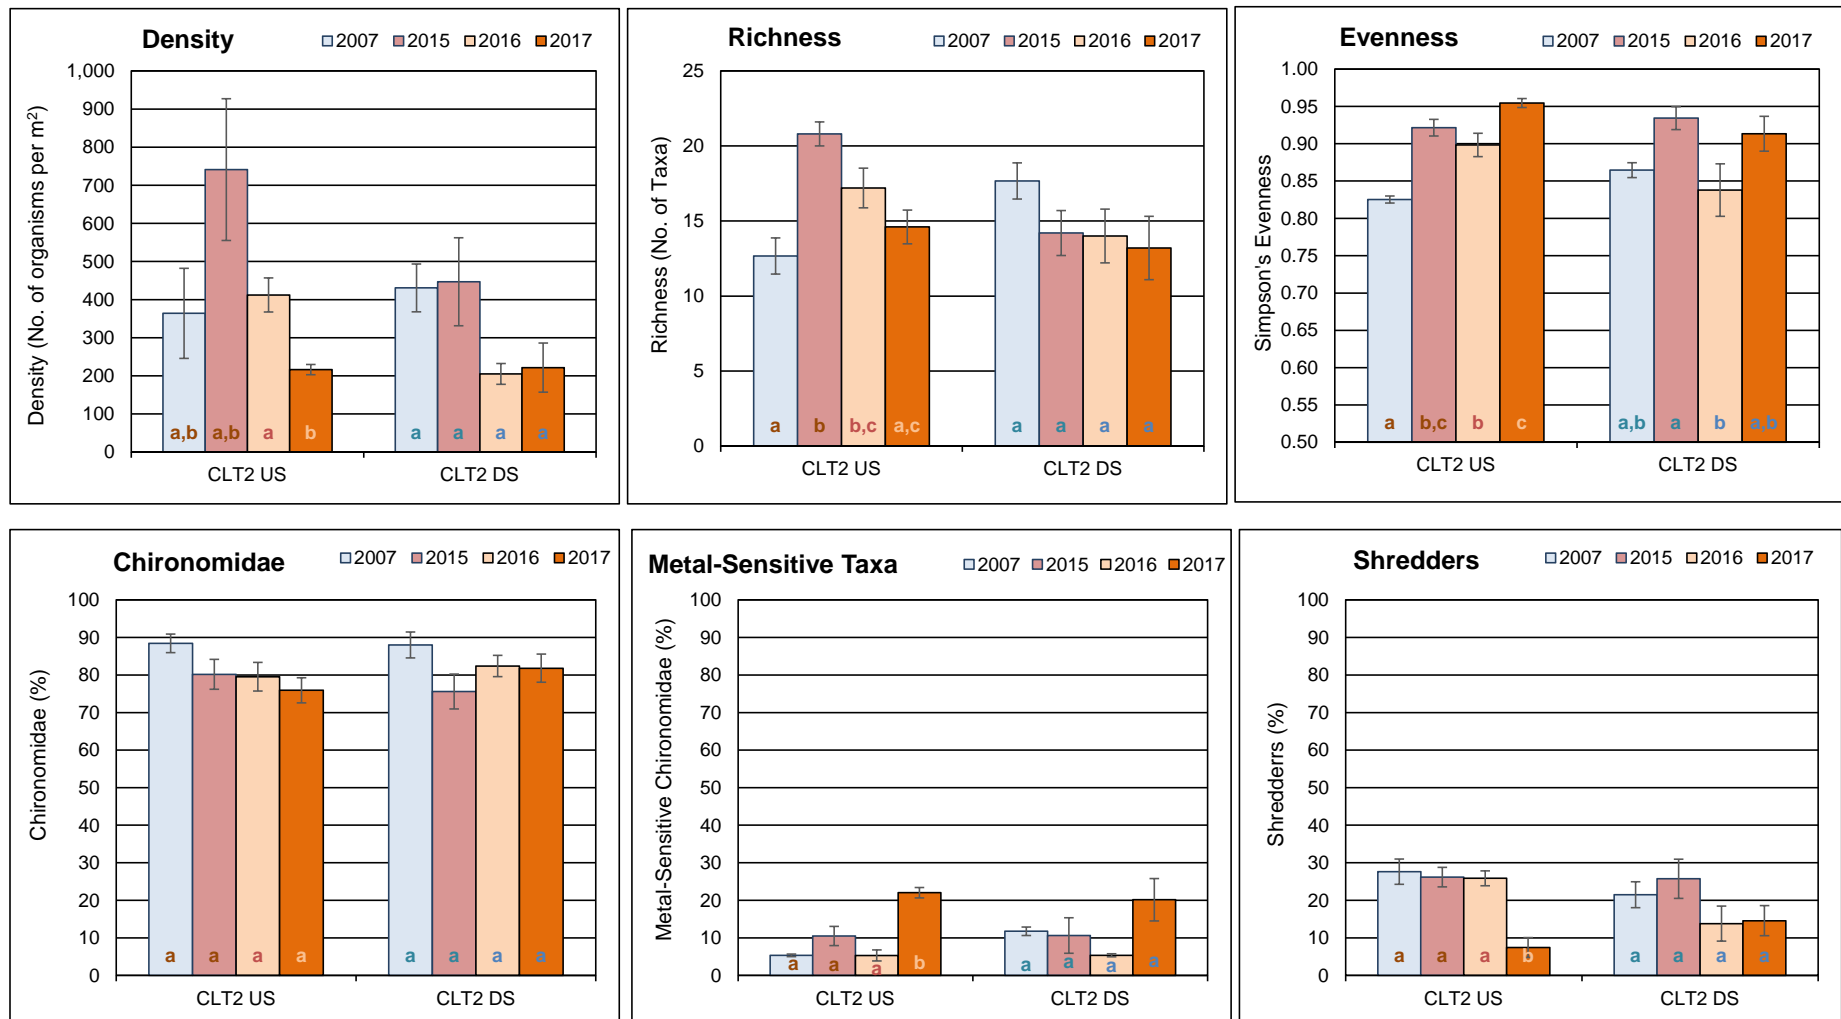 Density
2007 2015 2016 2017
Density (No. of organisms per m²)
1,000
900
800
700
600
500
400
300
200
100
0
a,b a,b a b a a a a
CLT2 US CLT2 DS
Richness
2007 2015 2016 2017
Richness (No. of Taxa)
25
20
15
10
5
0
a b b,c a,c a a a a
CLT2 US CLT2 DS
Evenness
2007 2015 2016 2017
Simpson's Evenness
1.00
0.95
0.90
0.85
0.80
0.75
0.70
0.65
0.60
0.55
0.50
a b,c b c a,b a b a,b
CLT2 US CLT2 DS
Chironomidae
2007 2015 2016 2017
Chironomidae (%)
100
90
80
70
60
50
40
30
20
10
0
a a a a a a a a
CLT2 US CLT2 DS
Metal-Sensitive Taxa
2007 2015 2016 2017
Metal-Sensitive Chironomidae (%)
100
90
80
70
60
50
40
30
20
10
0
a a a b a a a a
CLT2 US CLT2 DS
Shredders
2007 2015 2016 2017
Shredderrs (%)
100
90
80
70
60
50
40
30
20
10
0
a a a b a a a a
CLT2 US CLT2 DS